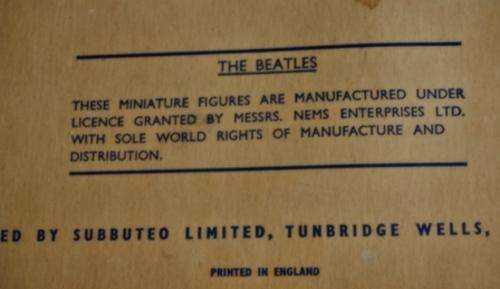 THE BEATLES
THESE MINIATURE FIGURES ARE MANUFACTURED UNDER
LICENCE GRANTED BY MESSRS. NEMS ENTERPRISES LTD.
WITH SOLE WORLD RIGHTS OF MANUFACTURE AND
DISTRIBUTION.
ED BY SUBBUTEO LIMITED, TUNBRIDGE WELLS,
PRINTED IN ENGLAND